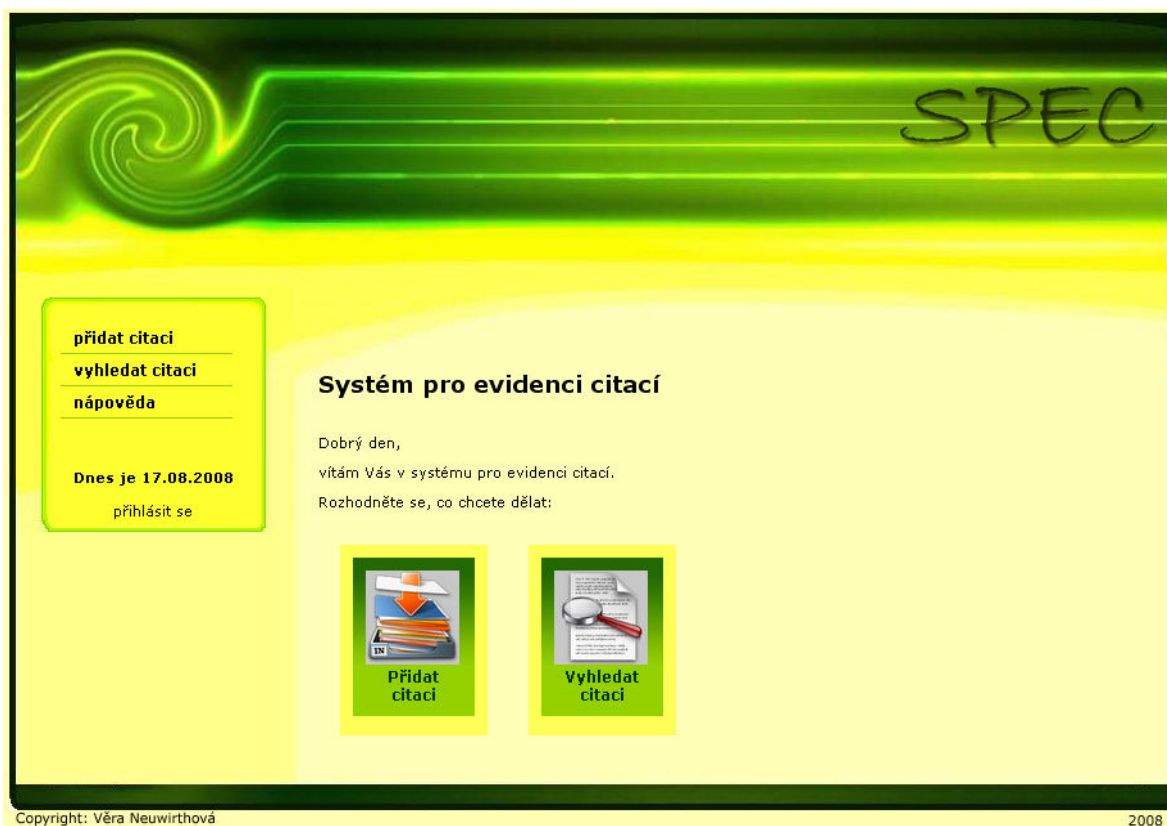 SPEC
přidat citaci
vyhledat citaci
nápověda
Dnes je 17.08.2008
přihlásit se
Systém pro evidenci citací
Dobrý den,
vítám Vás v systému pro evidenci citací.
Rozhodněte se, co chcete dělat:
IN
Přidat
citaci
Vyhledat
citaci
Copyright: Věra Neuwirthová
2008